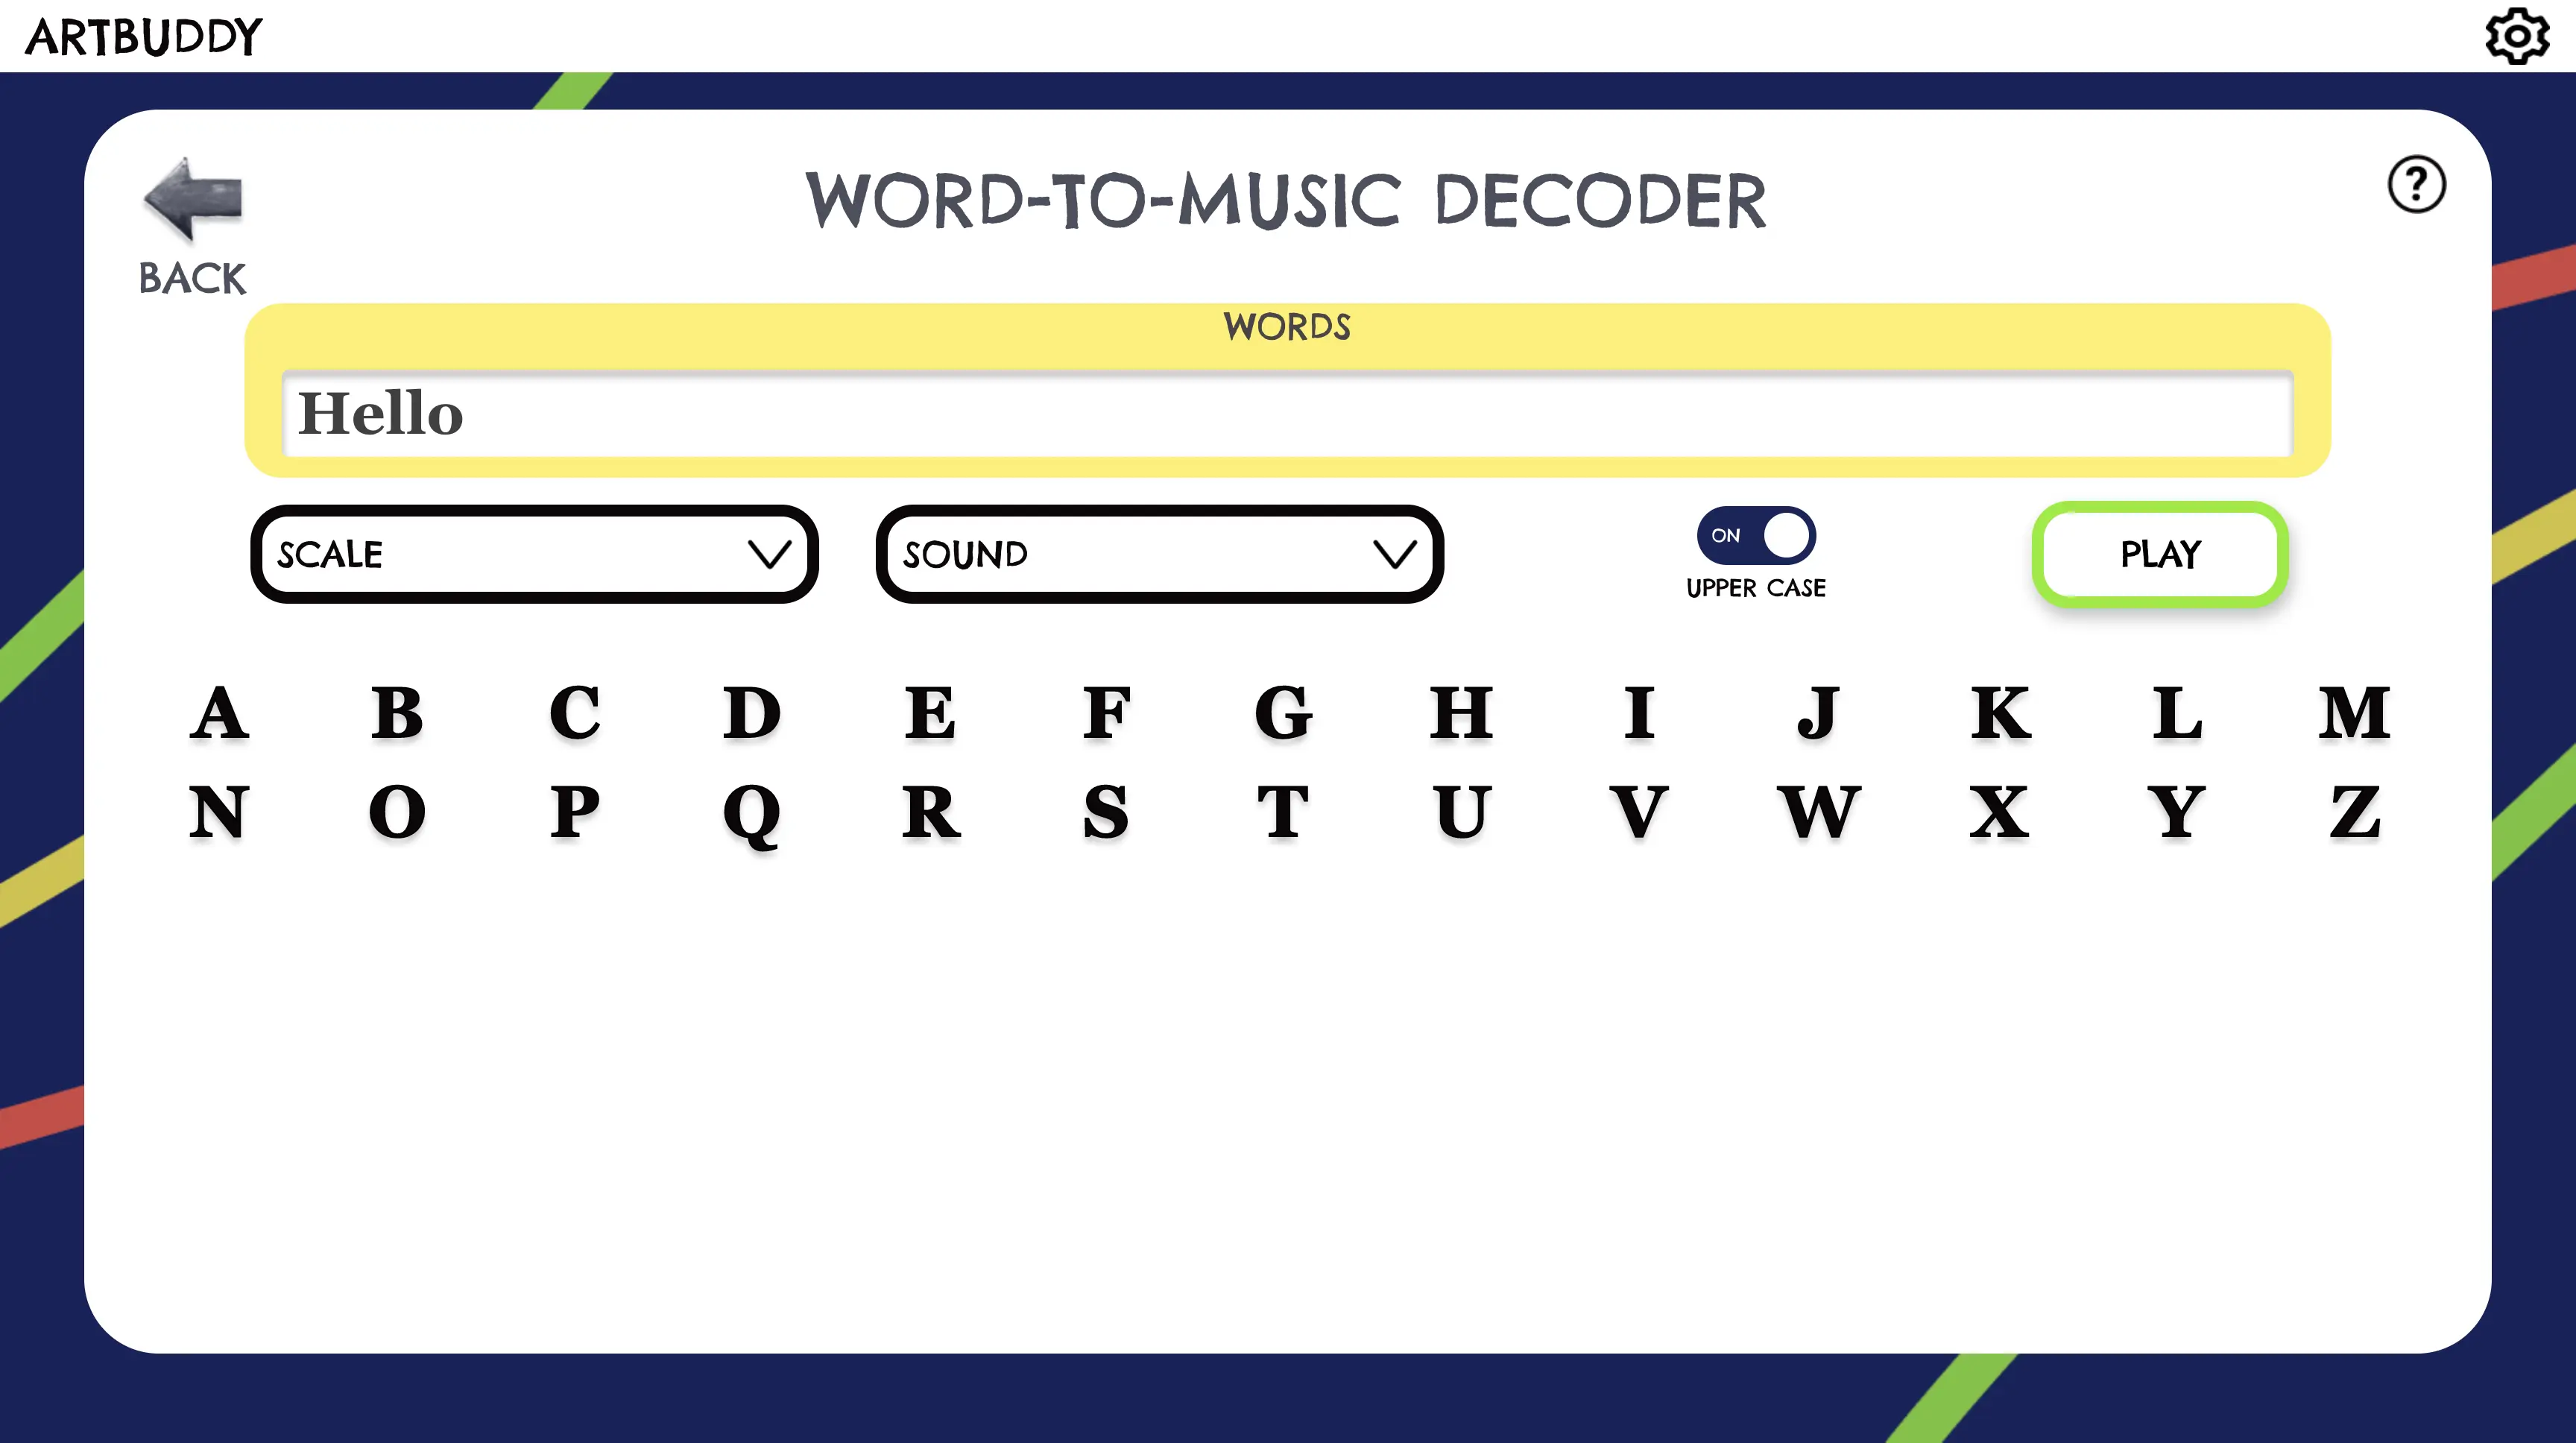 ARTBUDDY
WORD-TO-MUSIC DECODER
?
BACK
WORDS
Hello
SCALE SOUND ON PLAY
UPPER CASE
A B C D E F G H I J K L M
N O P Q R S T U V W X Y Z